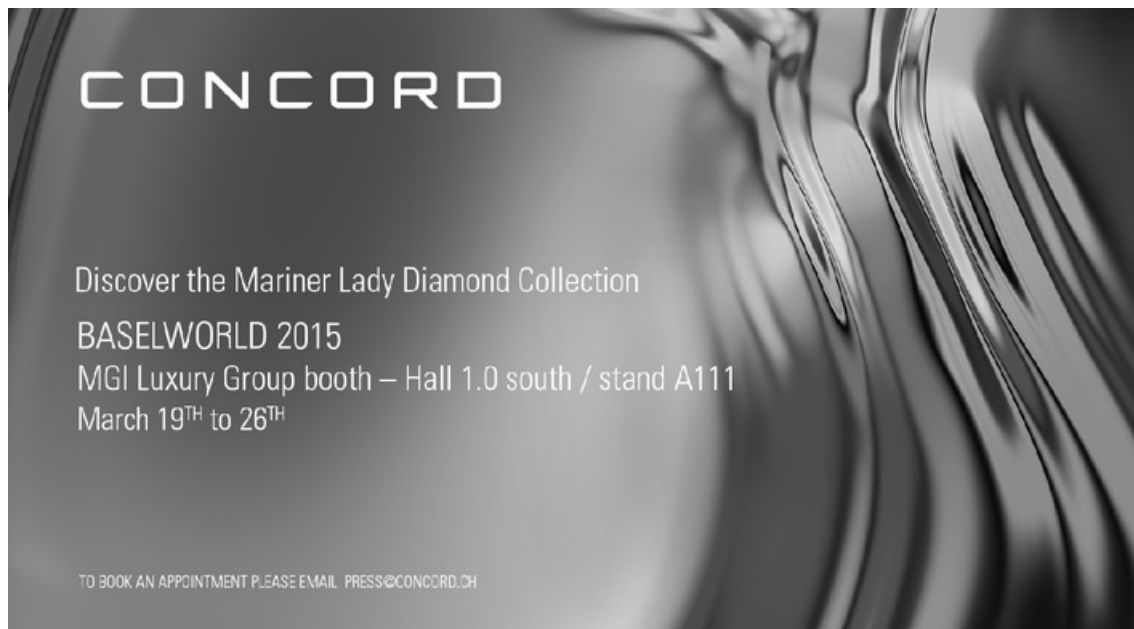 CONCORD
Discover the Mariner Lady Diamond Collection
BASELWORLD 2015
MGI Luxury Group booth – Hall 1.0 south / stand A111
March 19TH to 26TH
TO BOOK AN APPOINTMENT PLEASE EMAIL PRESS@CONCORD.CH